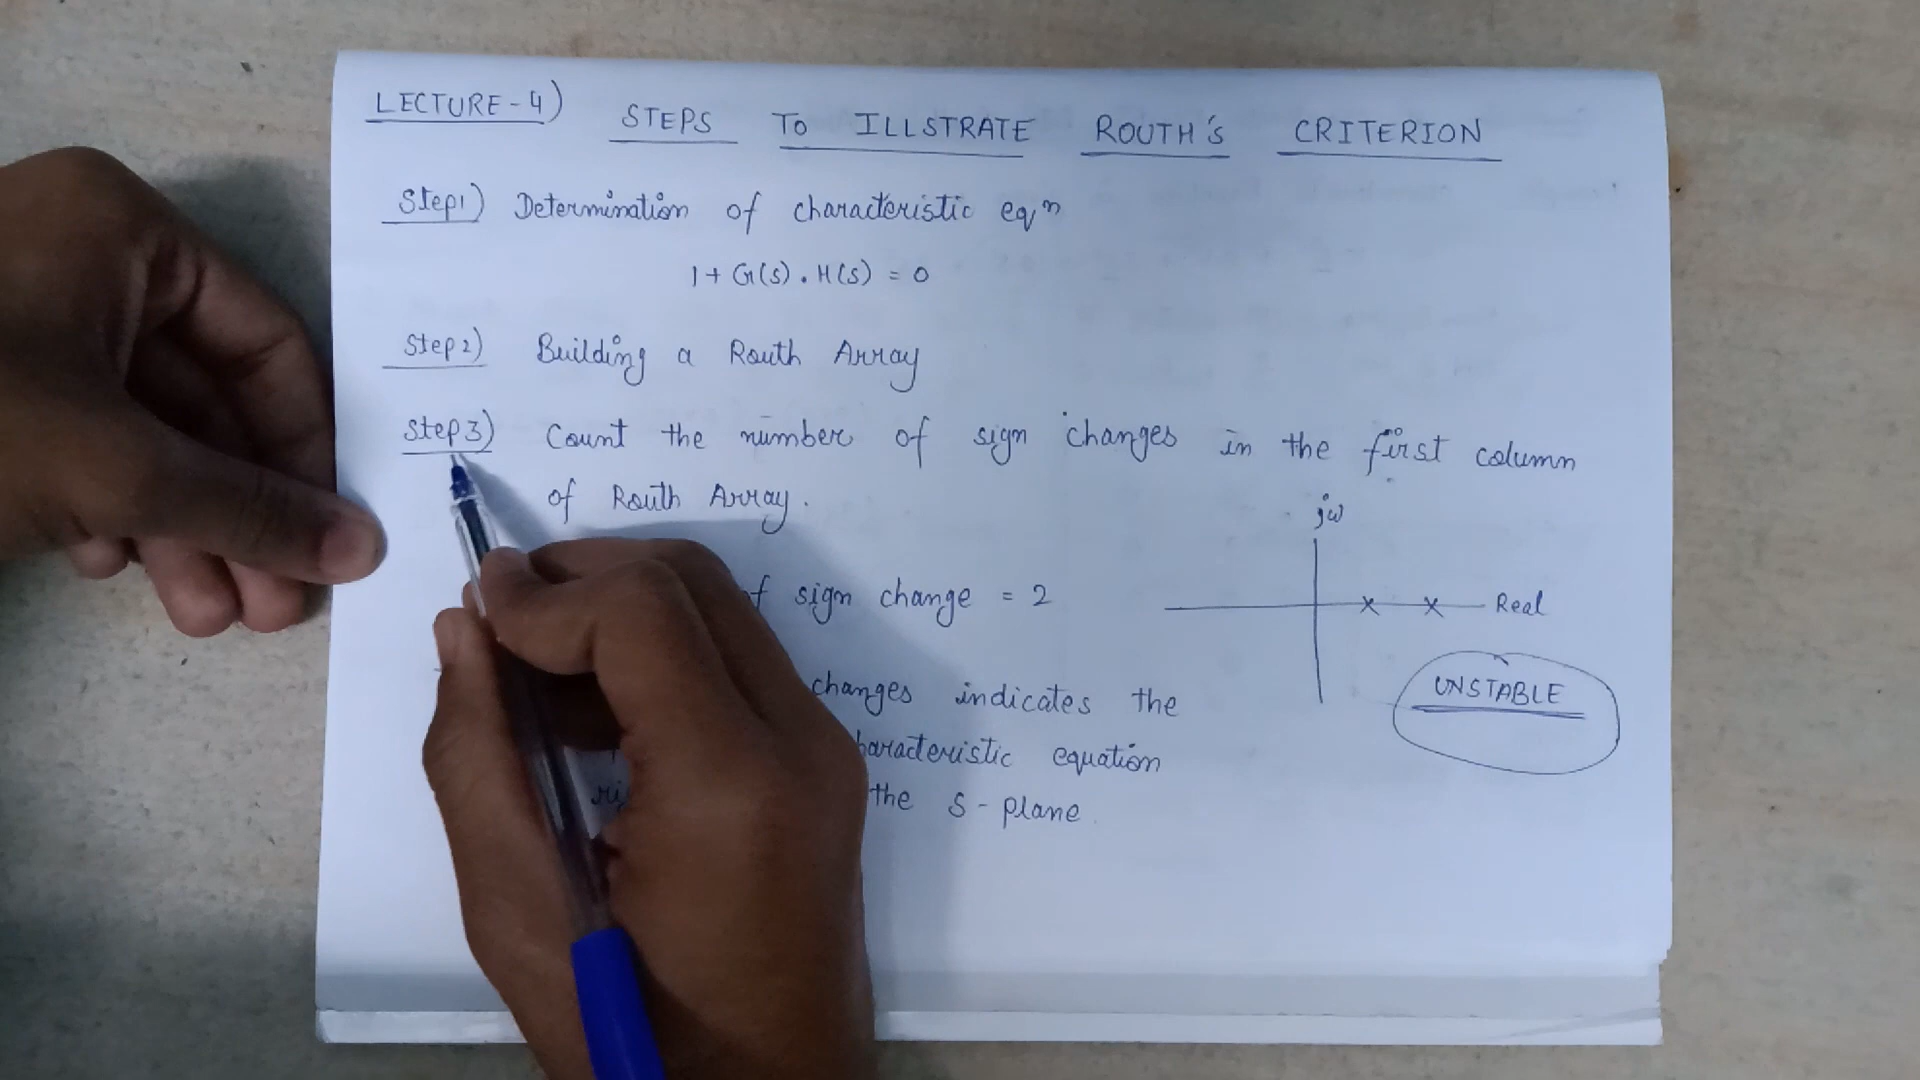 LECTURE-4)
STEPS To ILLSTRATE ROUTH'S CRITERION
Step1) Determination of characteristic eqn
1+ G(s).H(s) = 0
Step2) Building a Routh Array
Step3) Count the number of sign changes in the first column
of Routh Array.
jω
sign change = 2
Real
changes indicates the
UNSTABLE
equation
the S-plane.